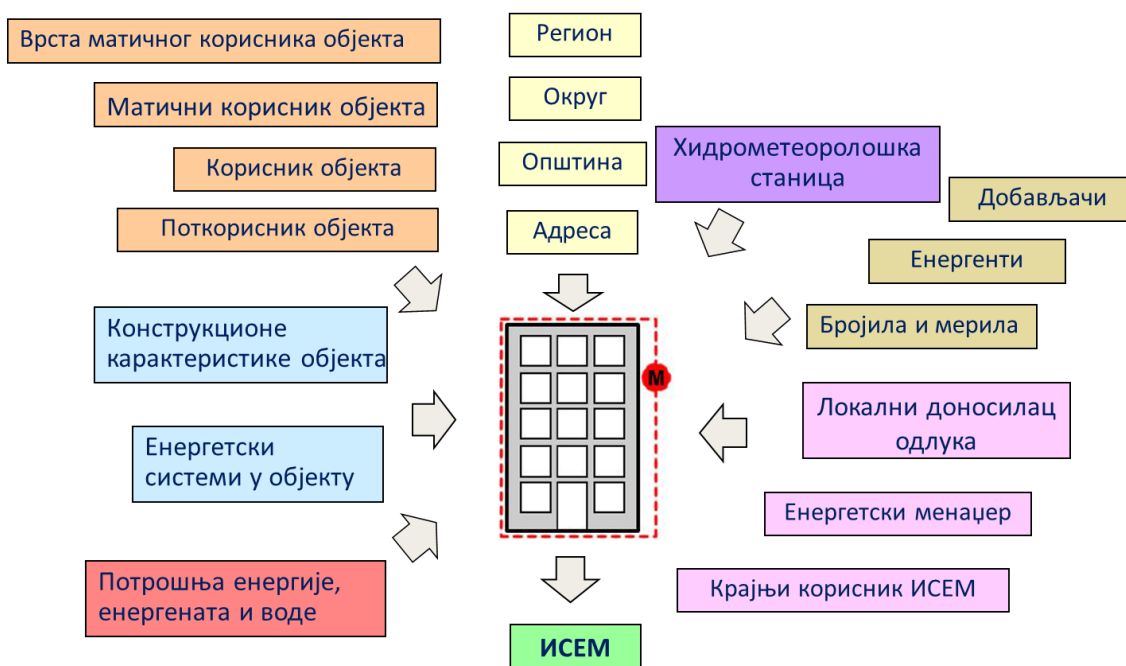 Врста матичног корисника објекта
Матични корисник објекта
Корисник објекта
Поткорисник објекта
Регион
Округ
Општина
Адреса
Хидрометеоролошка
станица
Добављачи
Енергенти
Бројила и мерила
Конструкционе
карактеристике објекта
Енергетски
системи у објекту
Потрошња енергије,
енергената и воде
М
Локални доносилац
одлука
Енергетски менаџер
Крајњи корисник ИСЕМ
ИСЕМ